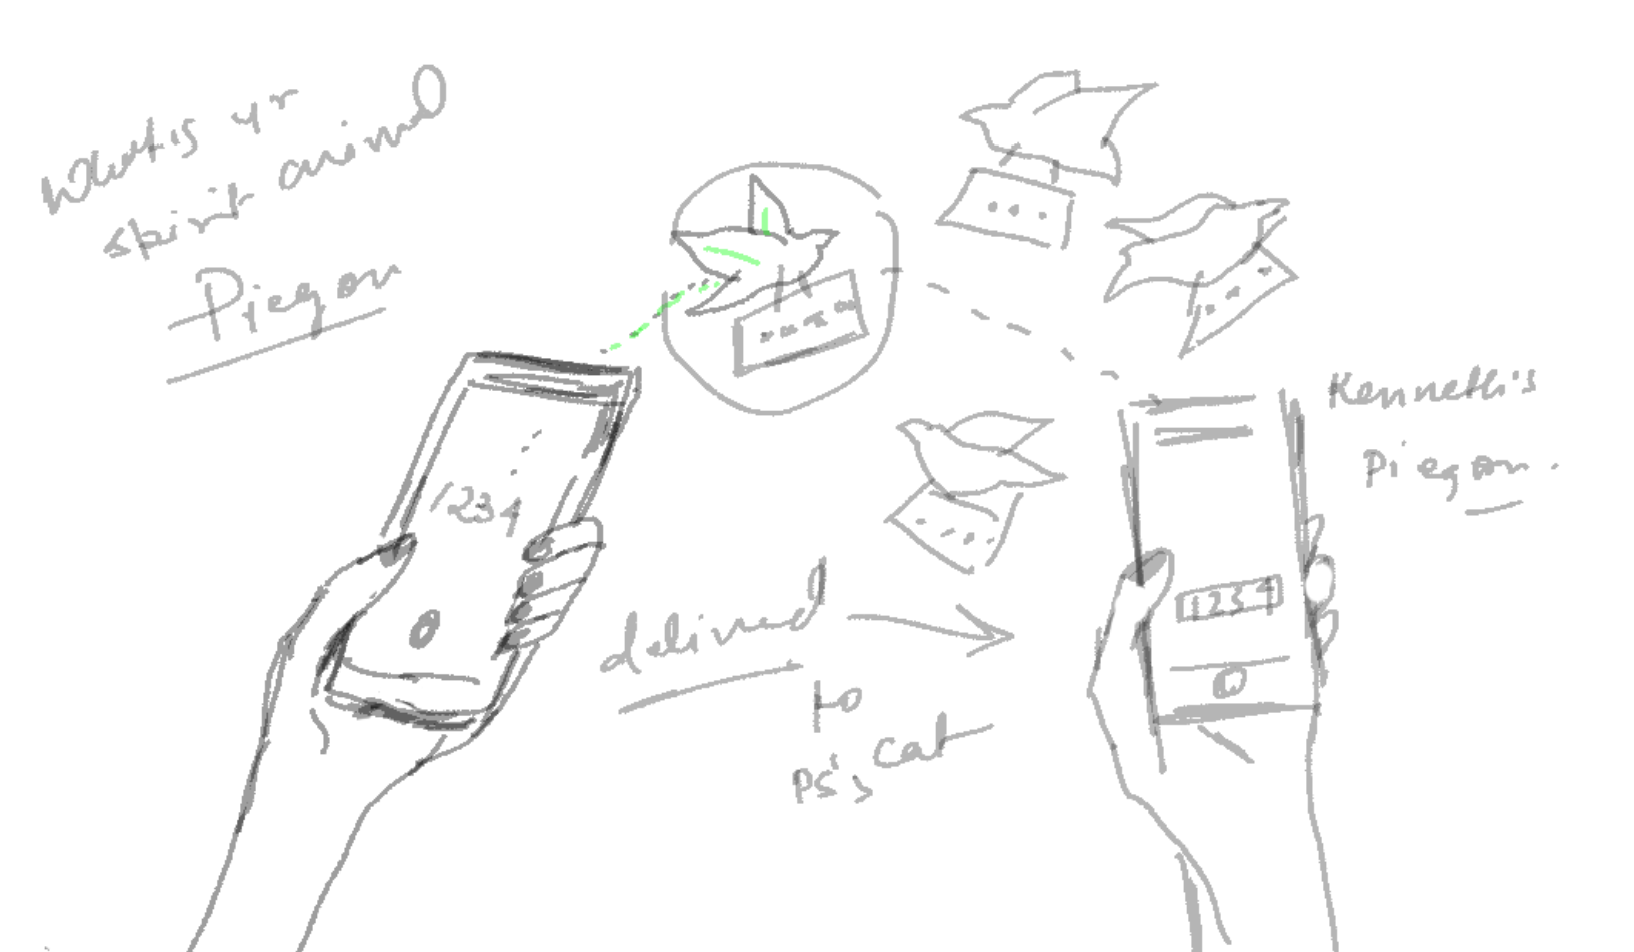 What is yr
spirit animal
Piegon
1234
delivered
to
PS's, cat
Kenneth's
Piegon.
1234